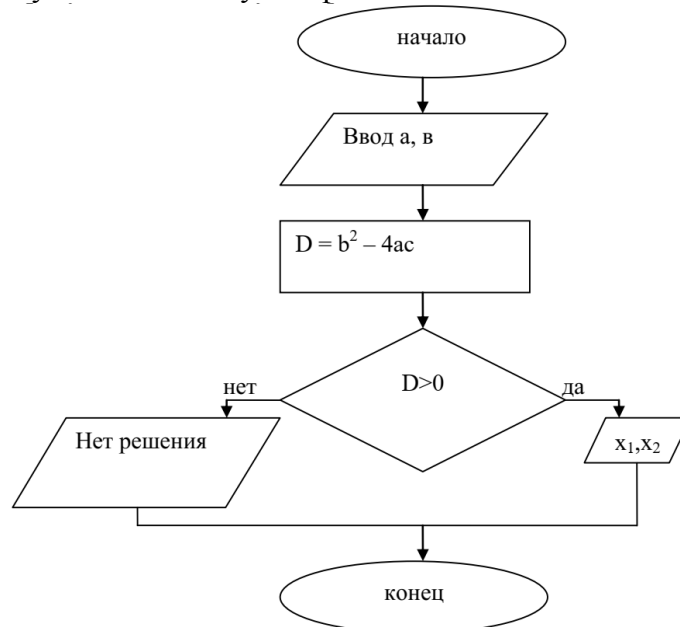 начало
Ввод а, в
D = b² – 4ac
D>0
нет
да
Нет решения
x₁,x₂
конец